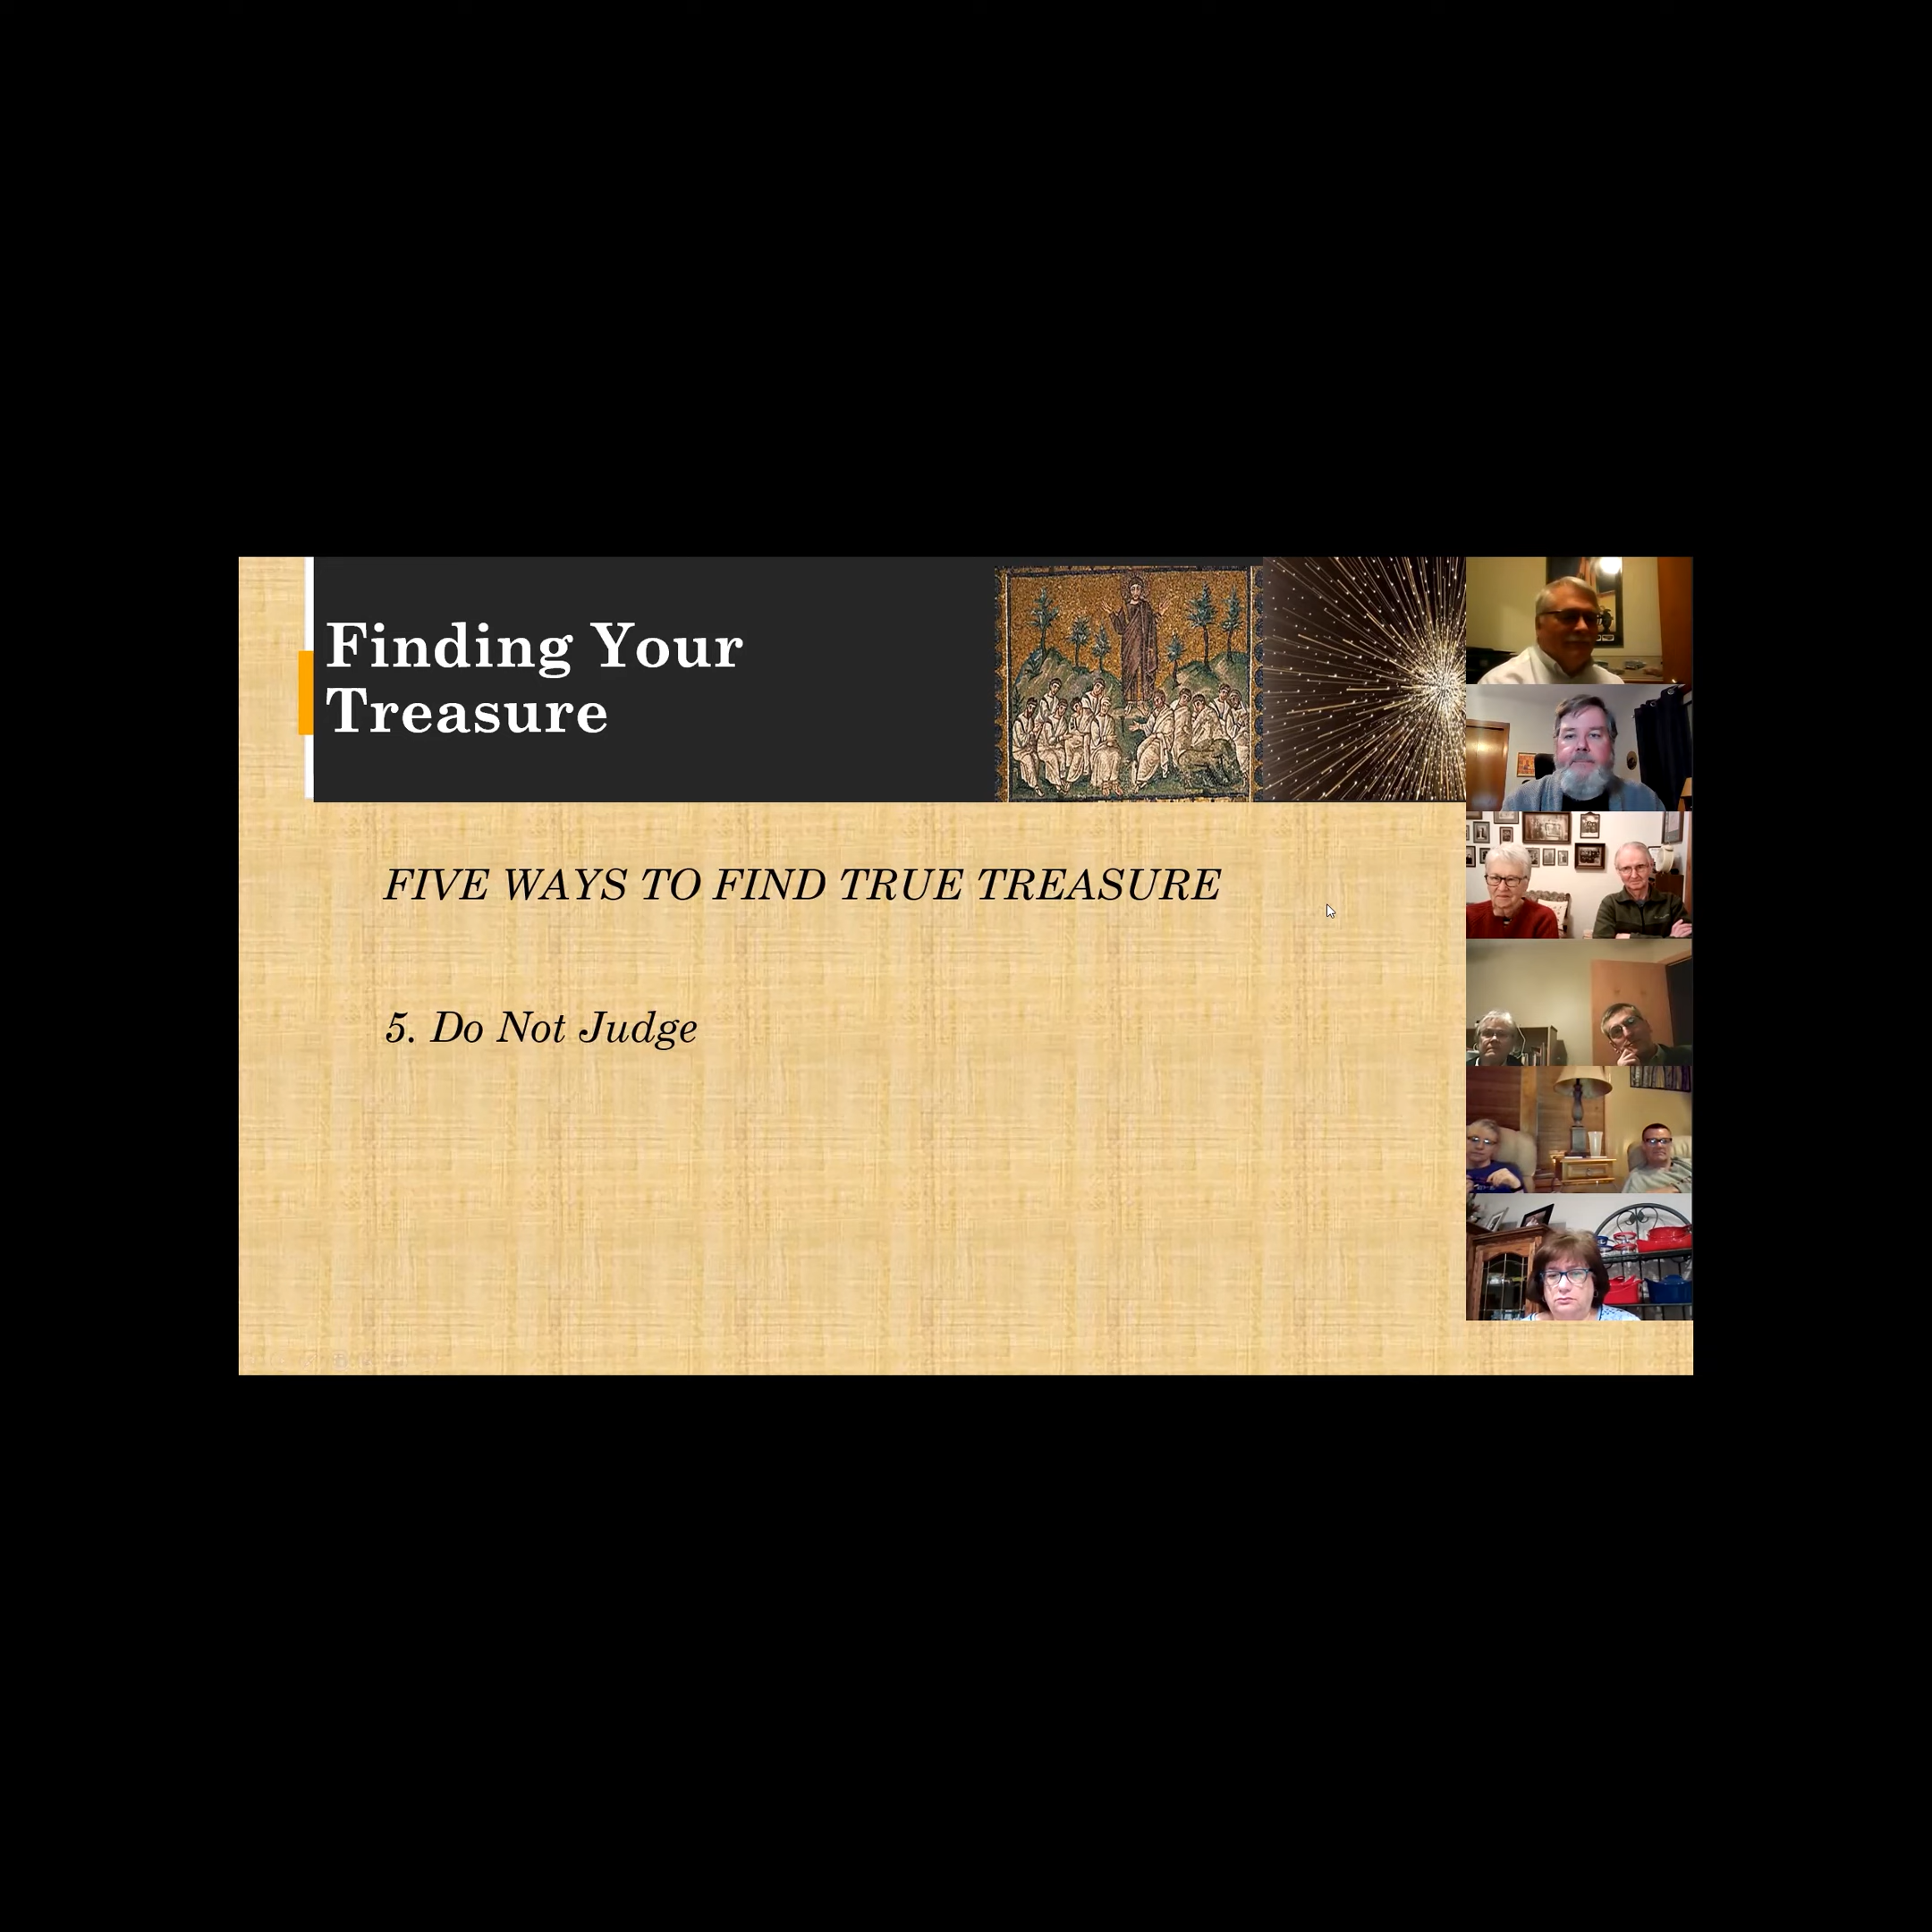 Finding Your
Treasure
FIVE WAYS TO FIND TRUE TREASURE
5. Do Not Judge